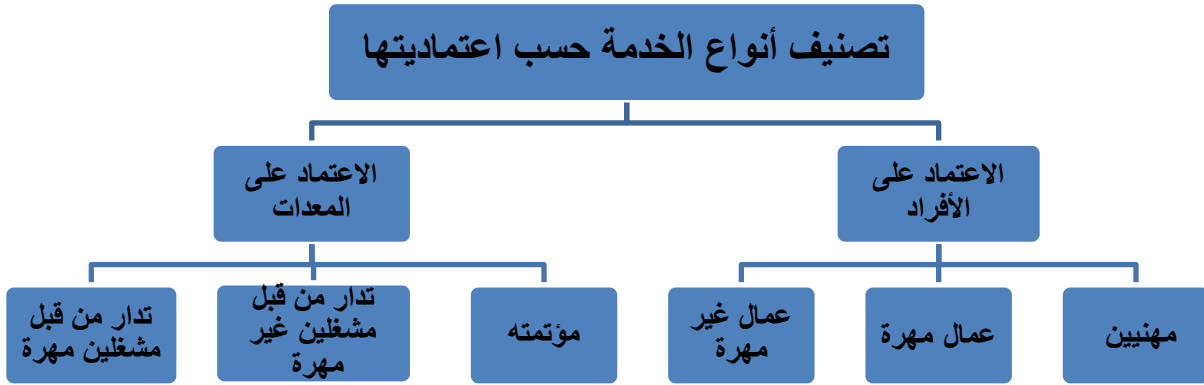 تصنيف أنواع الخدمة حسب اعتماديتها
الاعتماد على
الأفراد
الاعتماد على
المعدات
مهنيين
عمال مهرة
عمال غير
مهرة
مؤتمته
تدار من قبل
مشغلين غير
مهرة
تدار من قبل
مشغلين مهرة